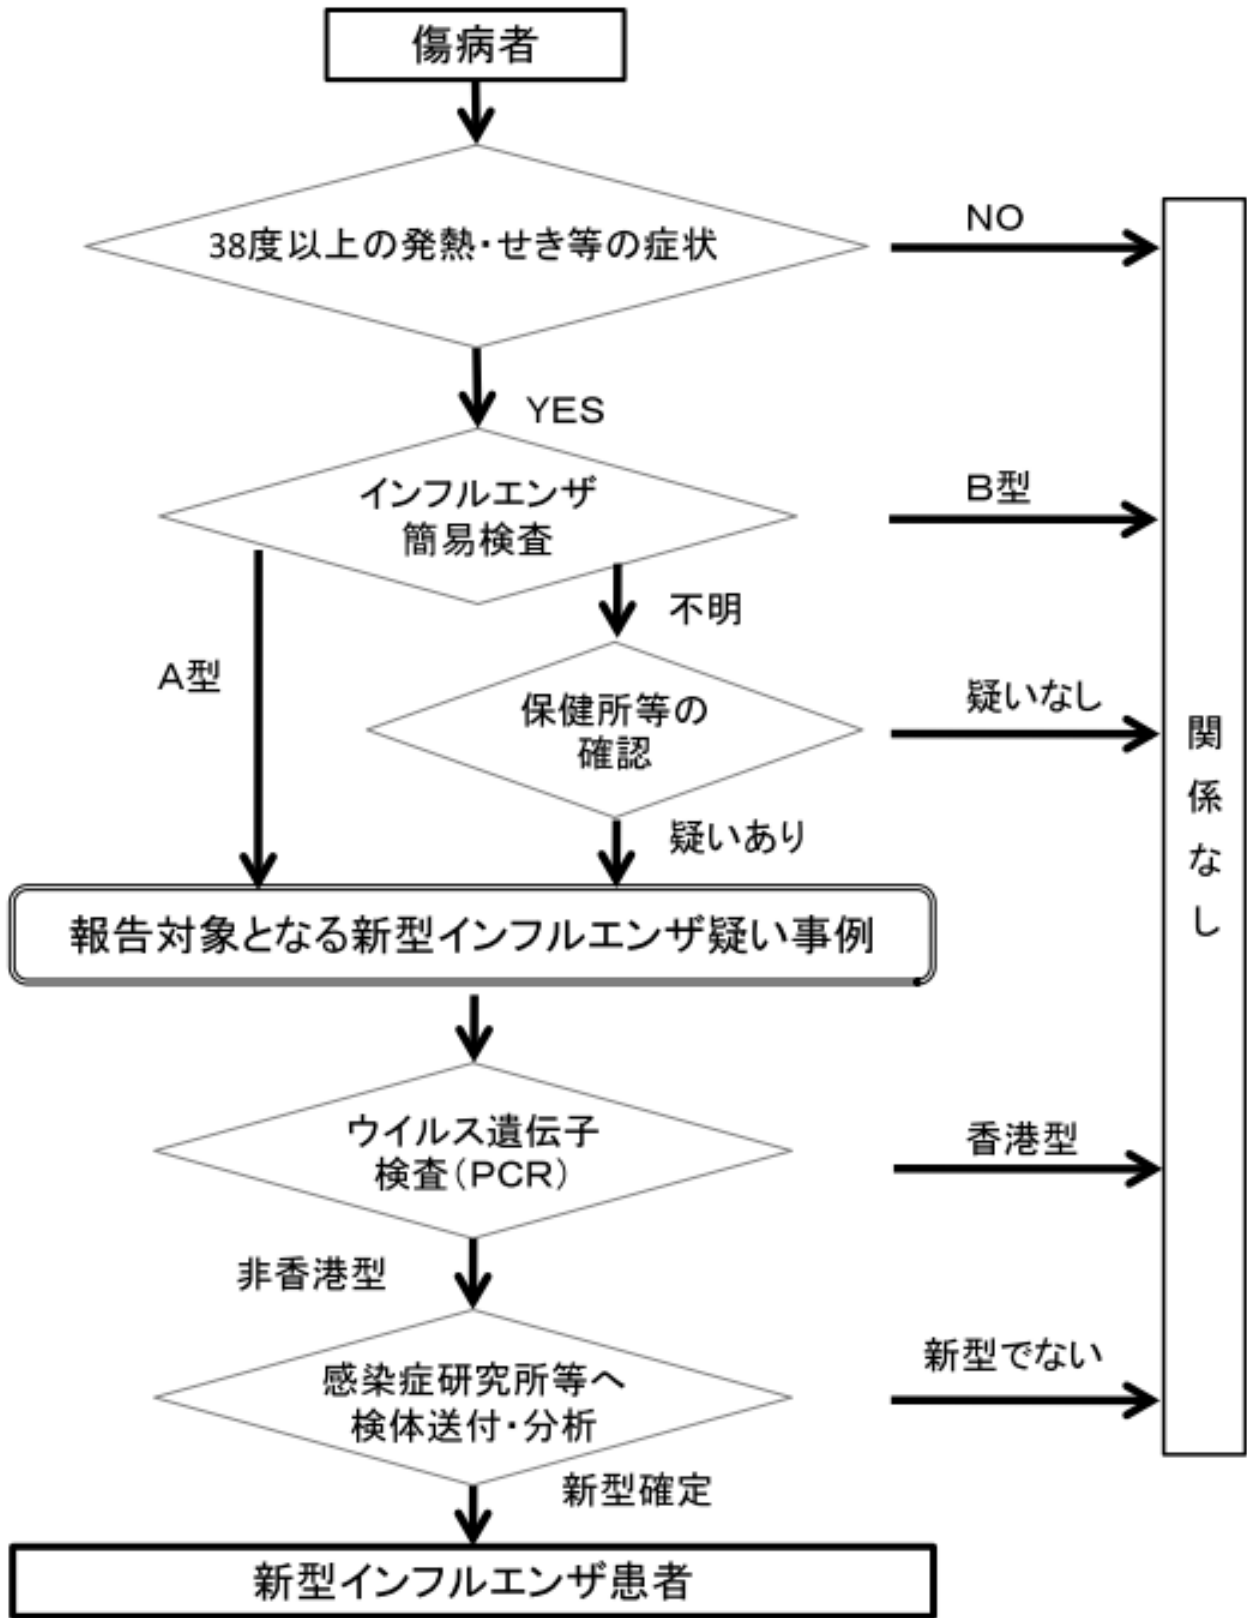 傷病者
38度以上の発熱・せき等の症状
NO
YES
インフルエンザ
簡易検査
B型
不明
A型
保健所等の
確認
疑いなし
疑いあり
関係なし
報告対象となる新型インフルエンザ疑い事例
ウイルス遺伝子
検査(PCR)
香港型
非香港型
感染症研究所等へ
検体送付・分析
新型でない
新型確定
新型インフルエンザ患者